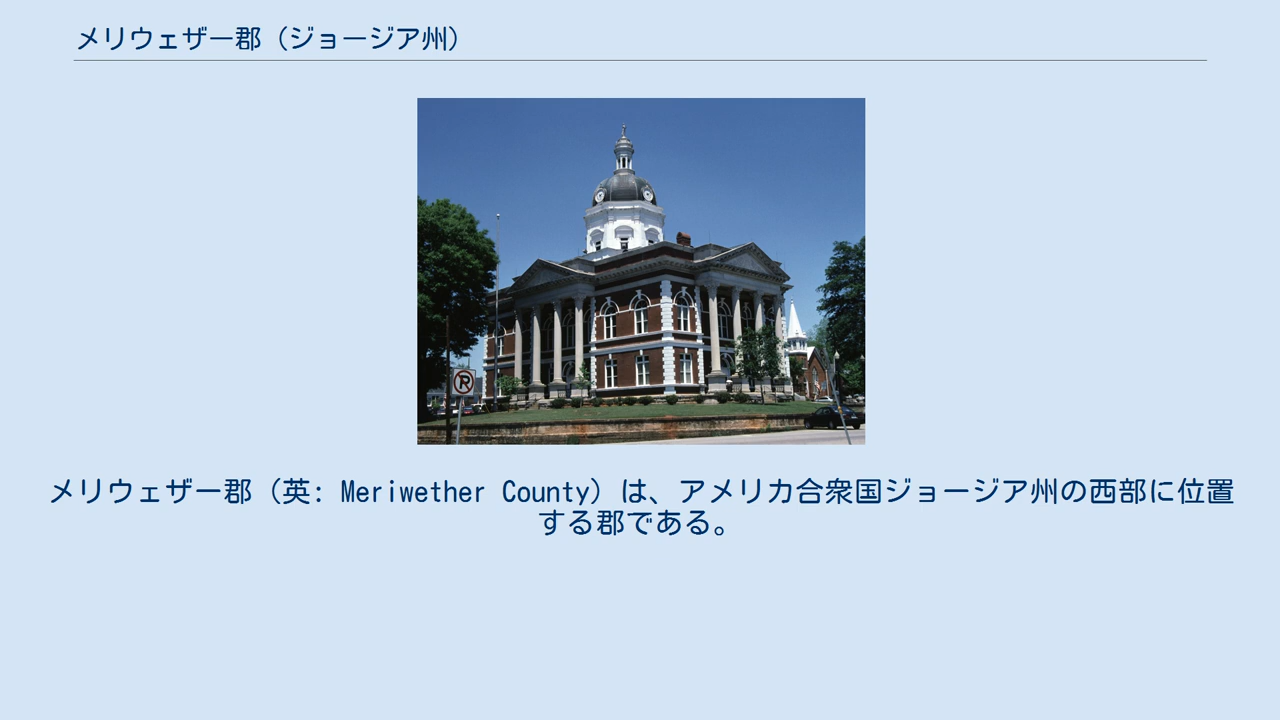 メリウェザー郡（ジョージア州）
P
メリウェザー郡（英: Meriwether County）は、アメリカ合衆国ジョージア州の西部に位置
する郡である。